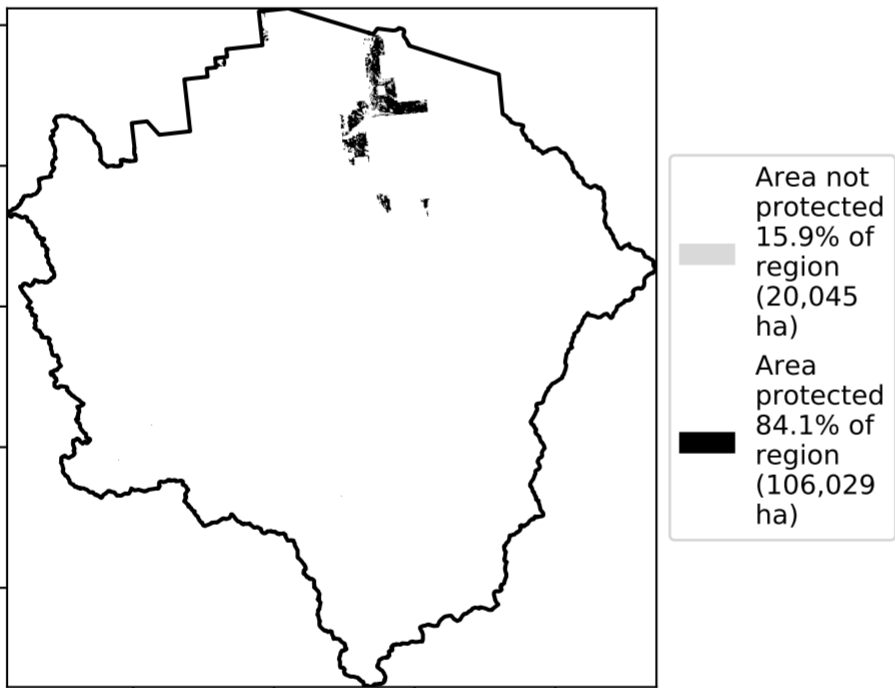 Area not
protected
15.9% of
region
(20,045
ha)
Area
protected
84.1% of
region
(106,029
ha)